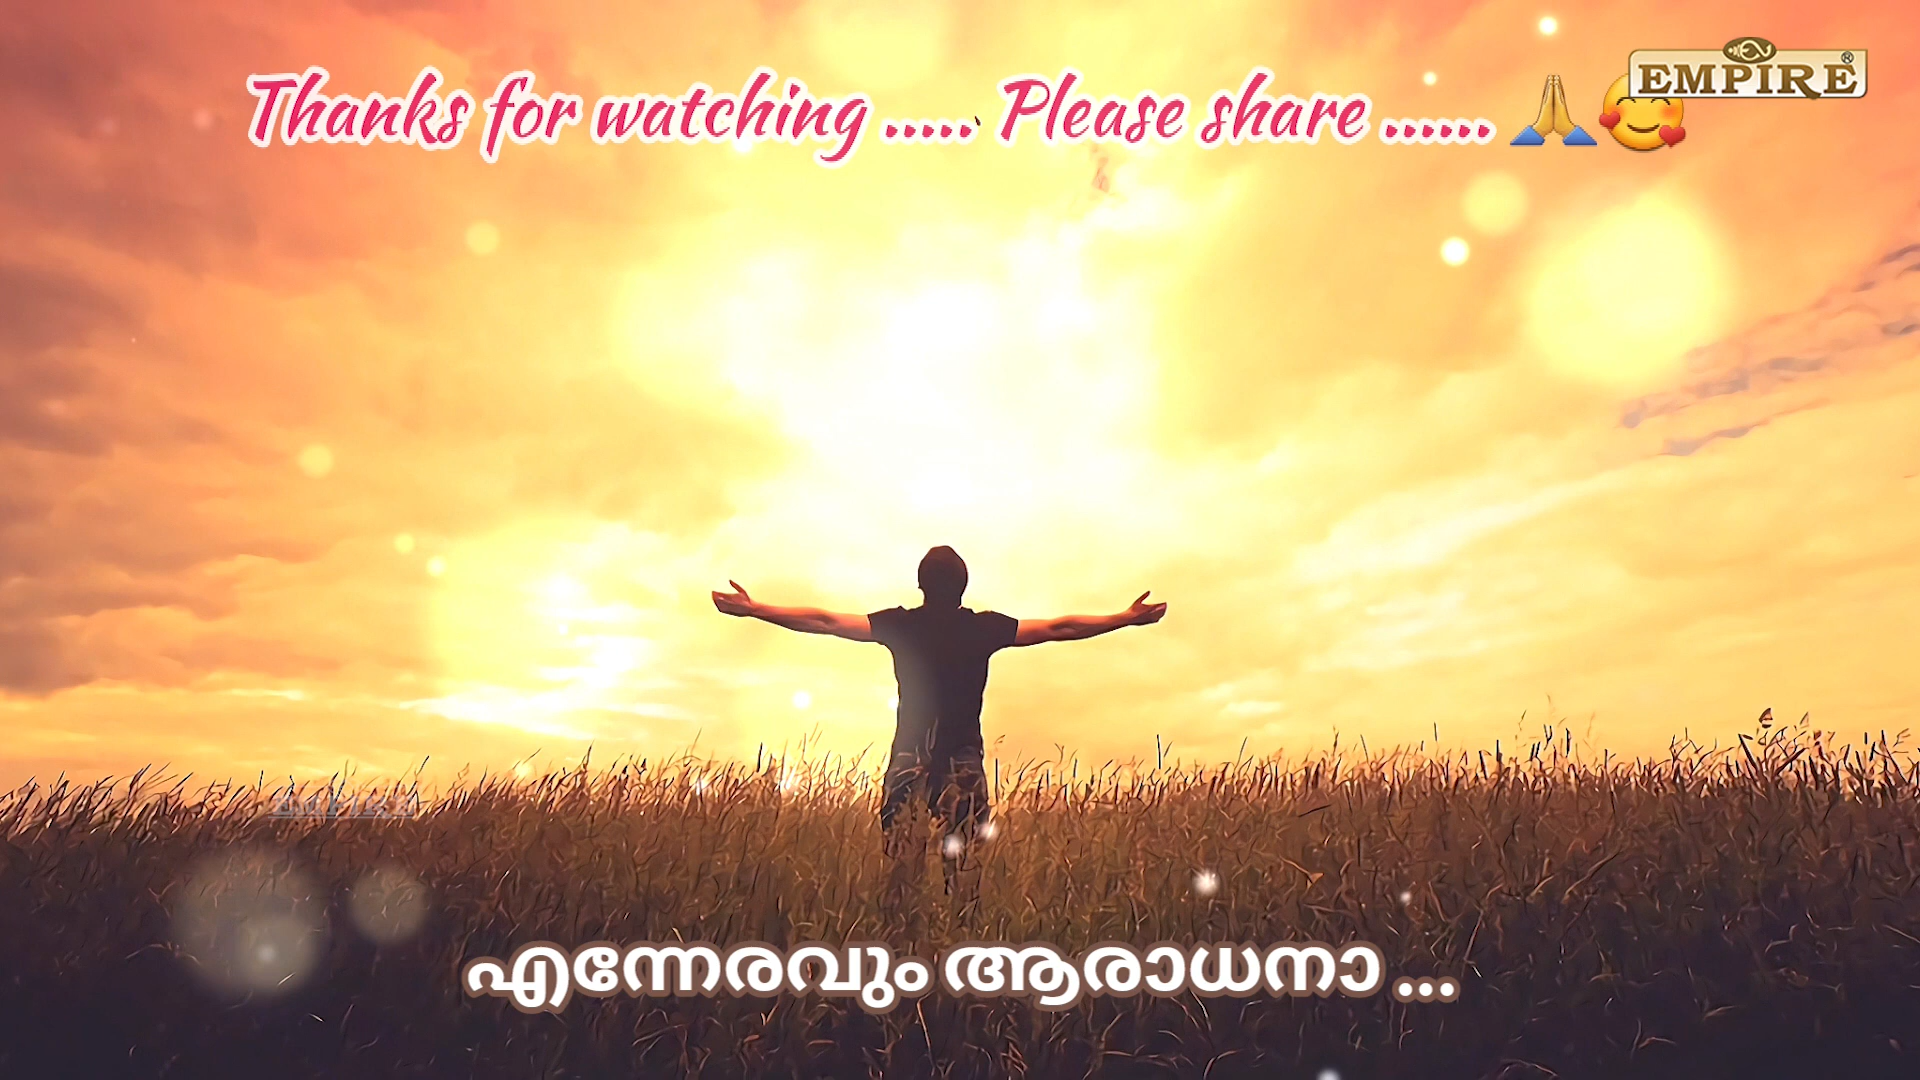 Thanks for watching ..... Please share ...... 🙏🥰
EMPIRE®
എന്നേരവും ആരാധനാ ...